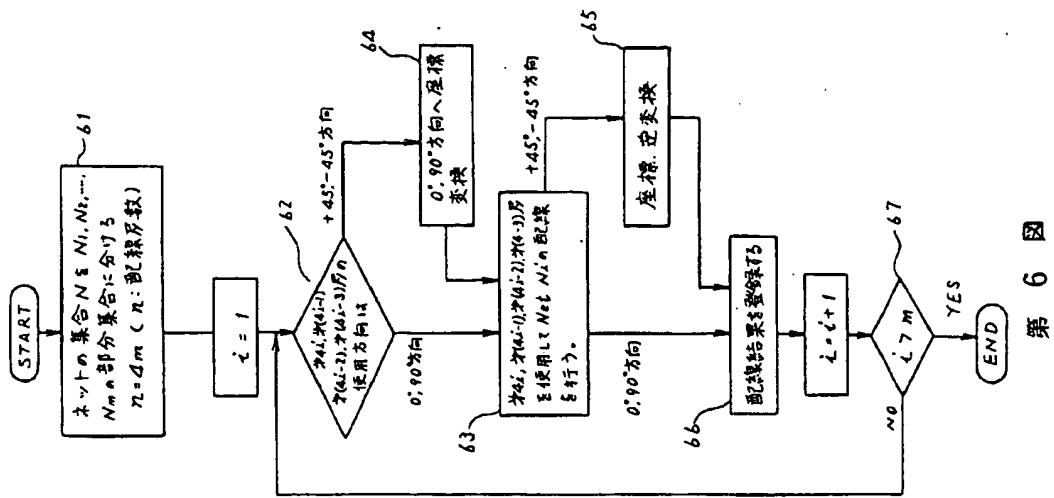 START
61
ネットの集合NをN1,N2,....
Nmの部分集合に分ける
n=4m (n:配線層数)
i=1
62
第4i,第(4i-1)
第(4i-2),第(4i-3)層の
使用方向は
+45°,-45°方向
64
0°,90°方向へ座標
変換
0°,90°方向
63
第4i,第(4i-1),第(4i-2),第(4i-3)層
を使用してNet Niの配線
を行う。
+45°,-45°方向
65
座標、逆変換
0°,90°方向
66
配線結果を登録する
i=i+1
67
i>m
NO
YES
END
第 6 図